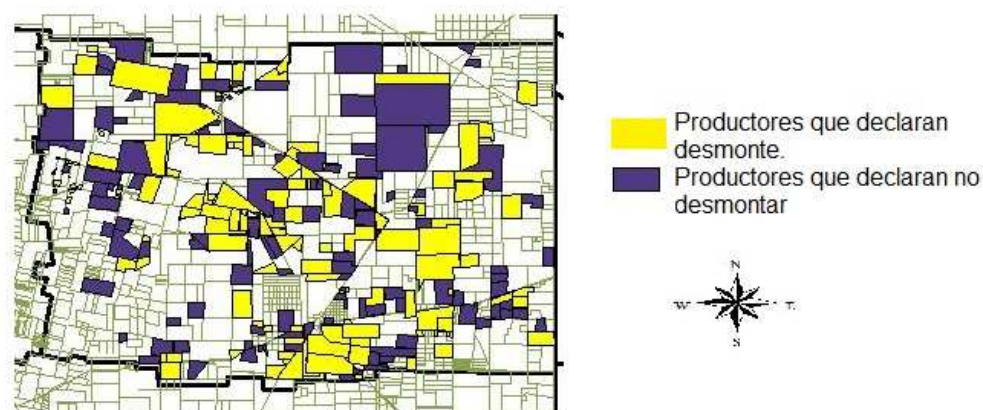 Productores que declaran
desmonte.
Productores que declaran no
desmontar
N
W
E
S